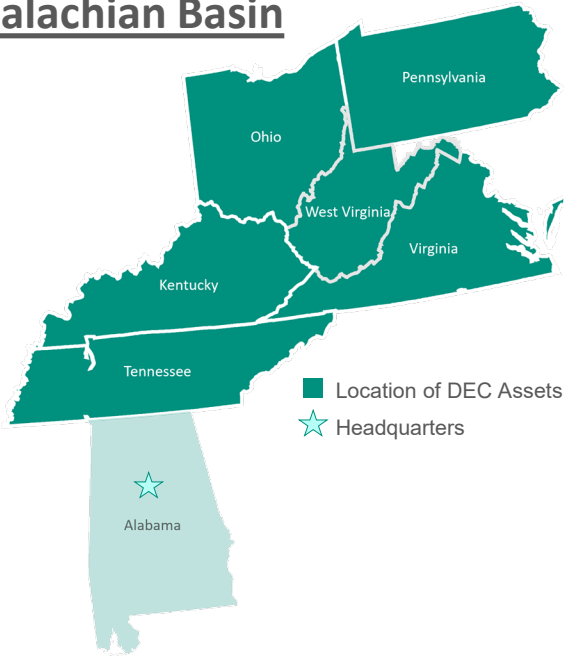 alachian Basin
Pennsylvania
Ohio
West Virginia
Virginia
Kentucky
Tennessee
Location of DEC Assets
Headquarters
Alabama